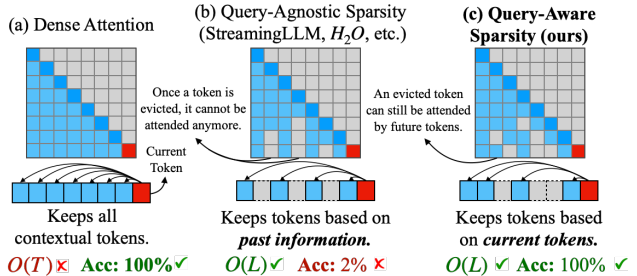 (a) Dense Attention
(b) Query-Agnostic Sparsity
(StreamingLLM, H2O, etc.)
(c) Query-Aware
Sparsity (ours)
Once a token is
evicted, it cannot be
attended anymore.
An evicted token
can still be attended
by future tokens.
Current
Token
Keeps all
contextual tokens.
Keeps tokens based on
past information.
Keeps tokens based
on current tokens.
O(T) Acc: 100%
O(L) Acc: 2%
O(L) Acc: 100%